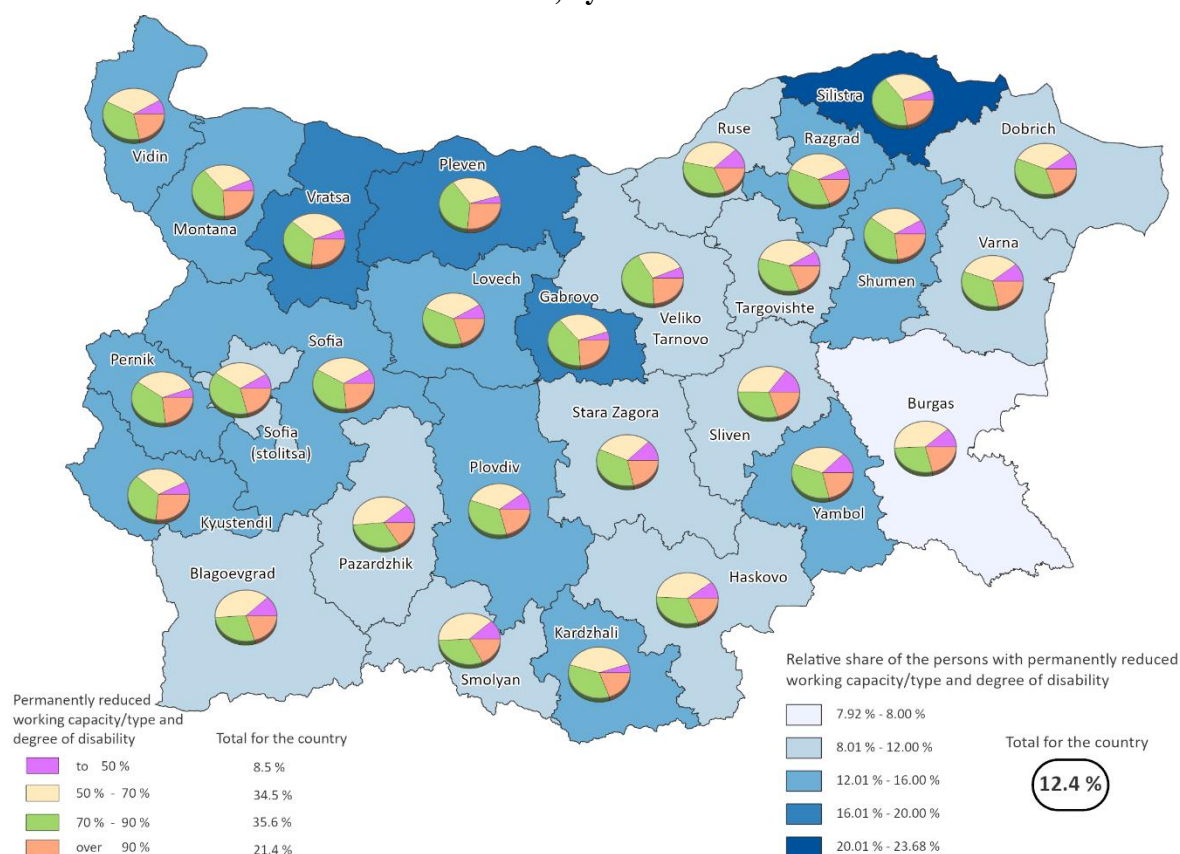 Silistra
Ruse
Razgrad
Dobrich
Vidin
Pleven
Vratsa
Montana
Varna
Lovech
Gabrovo
Shumen
Targovishte
Veliko
Tarnovo
Pernik
Sofia
Burgas
Stara Zagora
Sofia
(stolitsa)
Sliven
Plovdiv
Yambol
Kyustendil
Pazardzhik
Blagoevgrad
Haskovo
Kardzhali
Smolyan
Permanently reduced
working capacity/type and
degree of disability
Total for the country
to 50 %
8.5 %
50 % - 70 %
34.5 %
70 % - 90 %
35.6 %
over 90 %
21.4 %
Relative share of the persons with permanently reduced
working capacity/type and degree of disability
7.92 % - 8.00 %
8.01 % - 12.00 %
12.01 % - 16.00 %
16.01 % - 20.00 %
20.01 % - 23.68 %
Total for the country
12.4 %